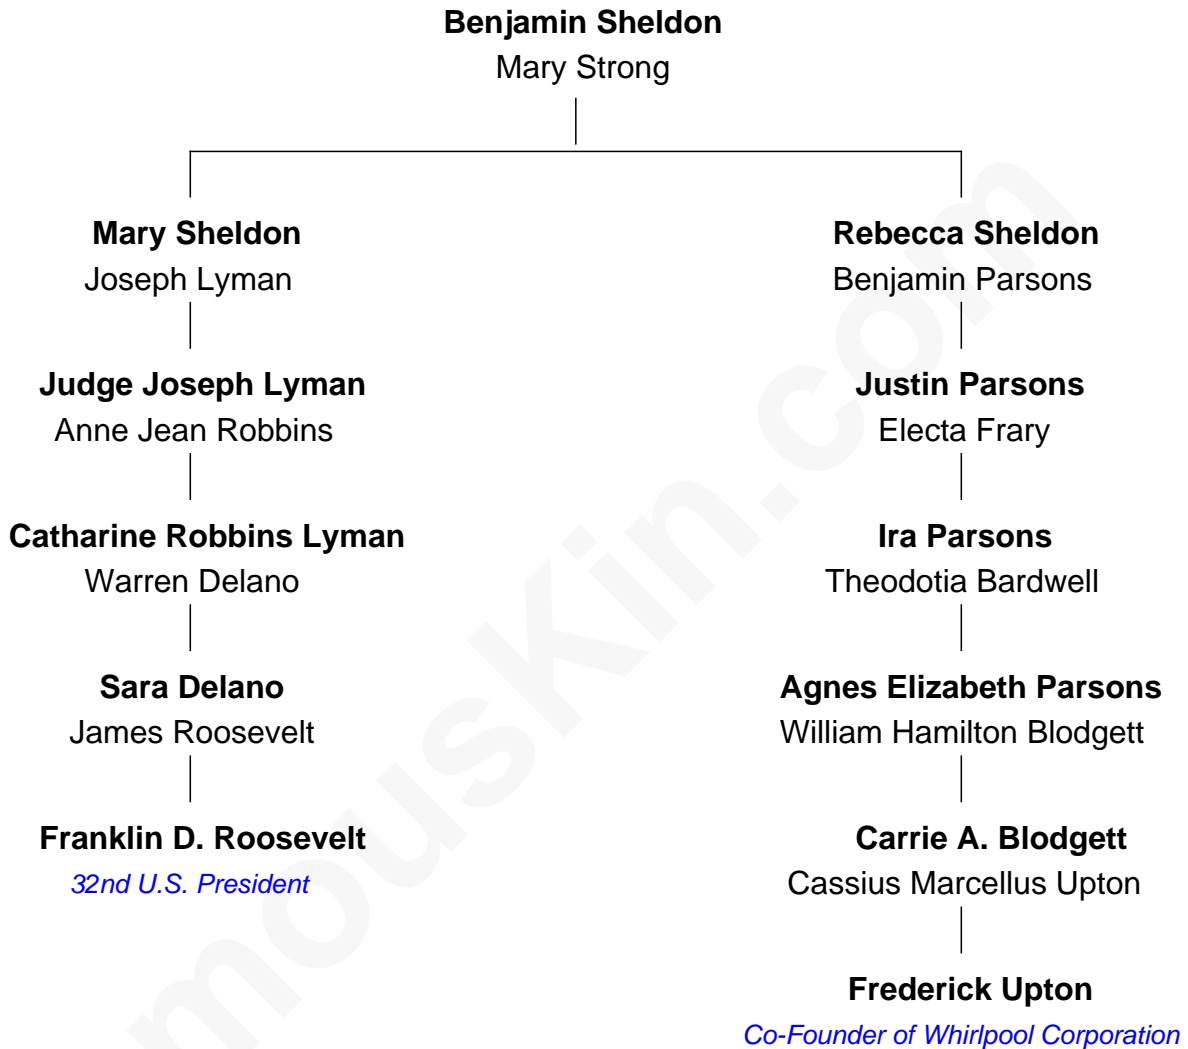 Benjamin Sheldon
Mary Strong
Mary Sheldon
Joseph Lyman
Rebecca Sheldon
Benjamin Parsons
Judge Joseph Lyman
Anne Jean Robbins
Justin Parsons
Electa Frary
Catharine Robbins Lyman
Warren Delano
Ira Parsons
Theodotia Bardwell
Sara Delano
James Roosevelt
Agnes Elizabeth Parsons
William Hamilton Blodgett
Franklin D. Roosevelt
32nd U.S. President
Carrie A. Blodgett
Cassius Marcellus Upton
Frederick Upton
Co-Founder of Whirlpool Corporation
mousKin.com